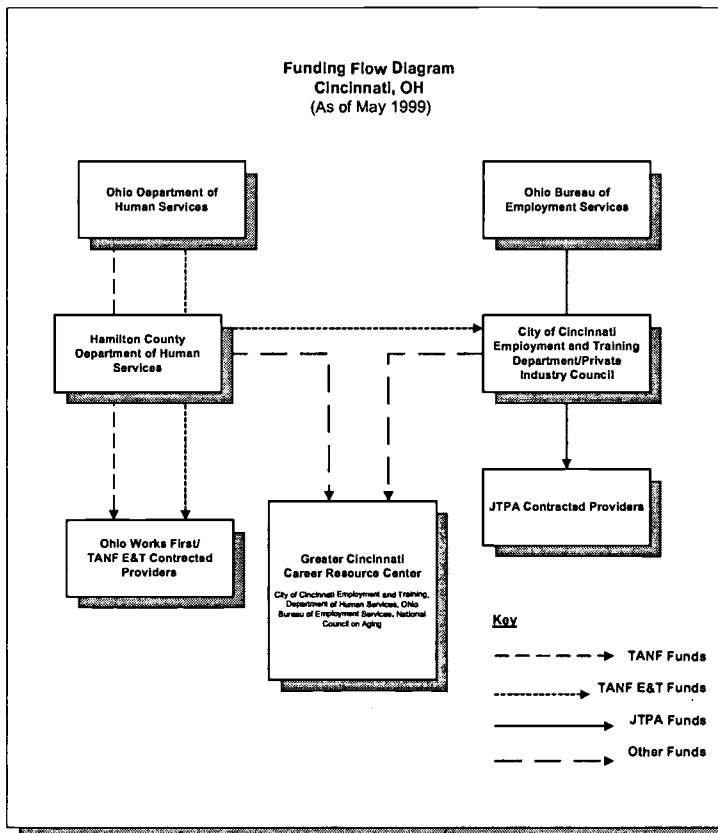 Funding Flow Diagram
Cincinnati, OH
(As of May 1999)
Ohio Department of
Human Services
Ohio Bureau of
Employment Services
Hamilton County
Department of Human
Services
City of Cincinnati
Employment and Training
Department/Private
Industry Council
Ohio Works First/
TANF E&T Contracted
Providers
Greater Cincinnati
Career Resource Center
City of Cincinnati Employment and Training,
Department of Human Services, Ohio
Bureau of Employment Services, National
Council on Aging
JTPA Contracted Providers
Key
TANF Funds
TANF E&T Funds
JTPA Funds
Other Funds